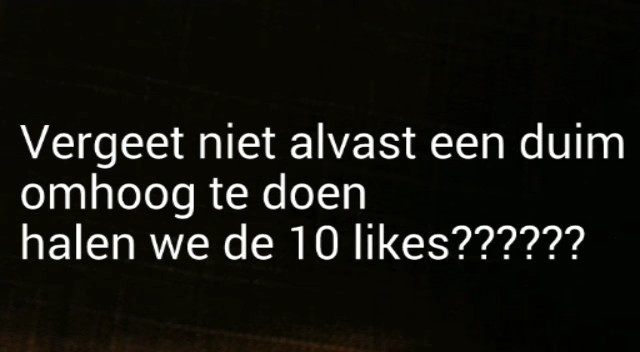 Vergeet niet alvast een duim
omhoog te doen
halen we de 10 likes??????